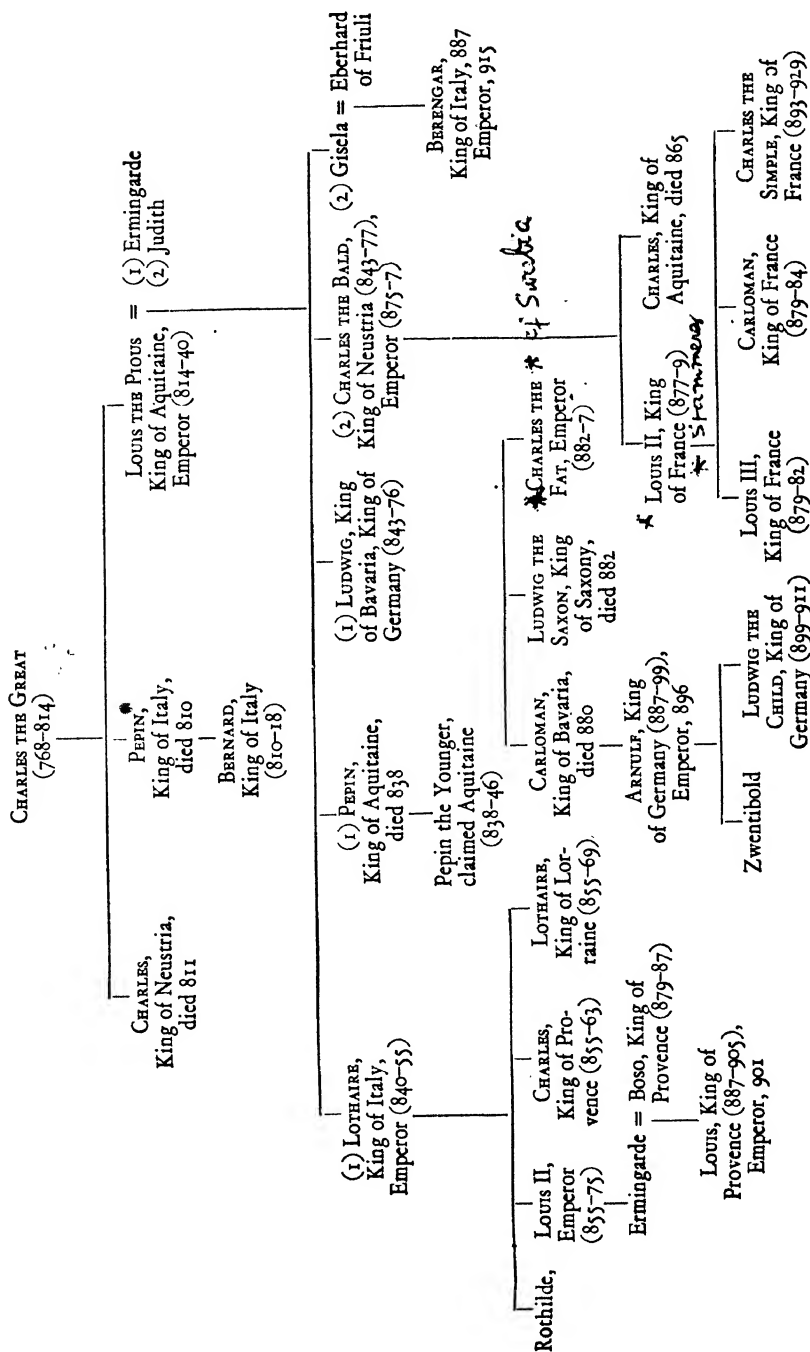 CHARLES THE GREAT
(768–814)
CHARLES,
King of Neustria,
died 811
PEPIN,*
King of Italy,
died 810
LOUIS THE PIOUS
King of Aquitaine,
Emperor (814–40)
= (1) Ermingarde
(2) Judith
BERNARD,
King of Italy
(810–18)
(1) LOTHAIRE,
King of Italy,
Emperor (840–55)
(1) PEPIN,
King of Aquitaine,
died 838
(1) LUDWIG, King
of Bavaria, King of
Germany (843–76)
(2) CHARLES THE BALD,
King of Neustria (843–77),
Emperor (875–7)
(2) Gisela = Eberhard
of Friuli
Pepin the Younger,
claimed Aquitaine
(838–46)
BERENGAR,
King of Italy, 887
Emperor, 915
Rothilde,
LOUIS II,
Emperor
(855–75)
CHARLES,
King of Pro-
vence (855–63)
LOTHAIRE,
King of Lor-
raine (855–69)
CARLOMAN,
King of Bavaria,
died 880
LUDWIG THE
SAXON, King
of Saxony,
died 882
*CHARLES THE * of Swabia
FAT, Emperor
(882–7)
* LOUIS II, King
of France (877–9)
* Stammerer
CHARLES, King of
Aquitaine, died 865
Ermingarde = Boso, King of
Provence (879–87)
ARNULF, King
of Germany (887–99),
Emperor, 896
LOUIS III,
King of France
(879–82)
CARLOMAN,
King of France
(879–84)
CHARLES THE
SIMPLE, King of
France (893–929)
LOUIS, King of
Provence (887–905),
Emperor, 901
Zwentibold
LUDWIG THE
CHILD, King of
Germany (899–911)